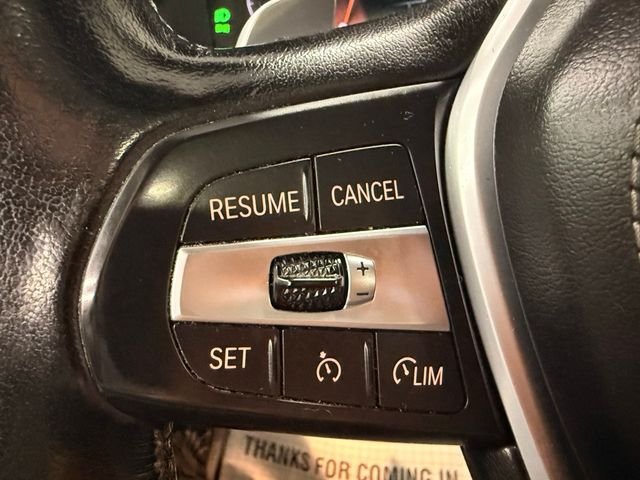 RESUME CANCEL
+
−
SET LIM
THANKS FOR COMING IN